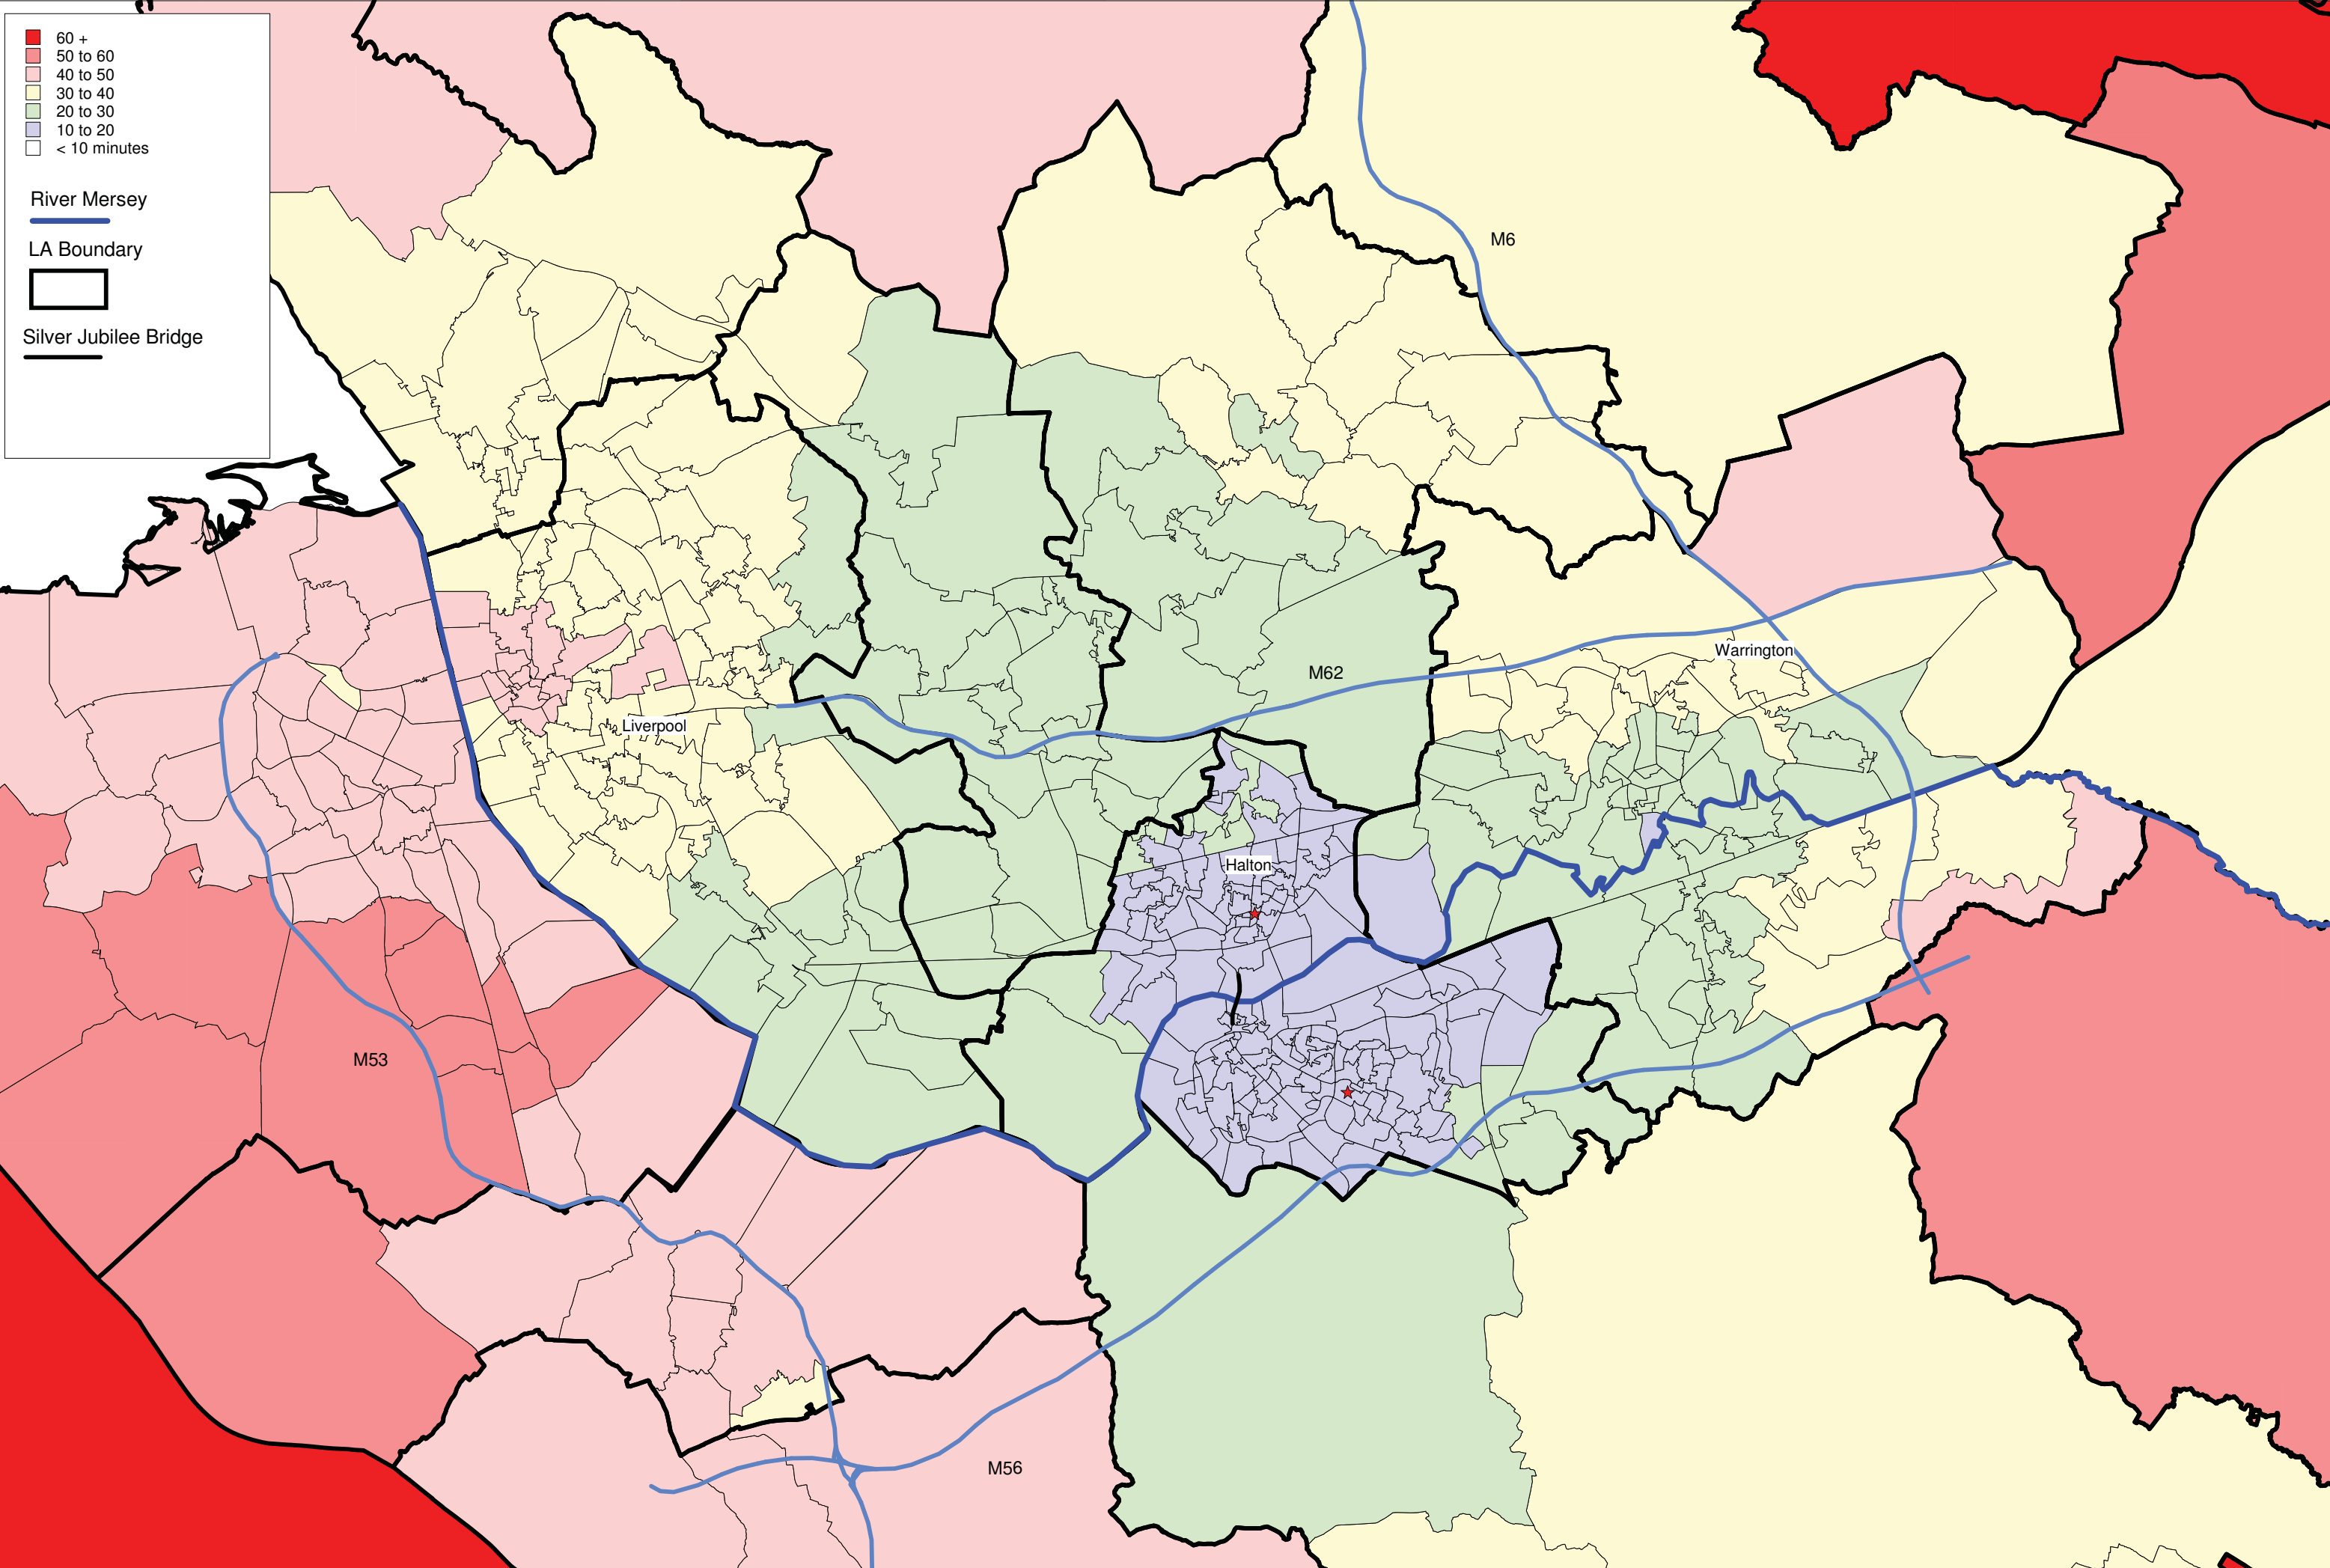 60 +
50 to 60
40 to 50
30 to 40
20 to 30
10 to 20
< 10 minutes
River Mersey
LA Boundary
Silver Jubilee Bridge
M6
Warrington
M62
Liverpool
Halton
M53
M56